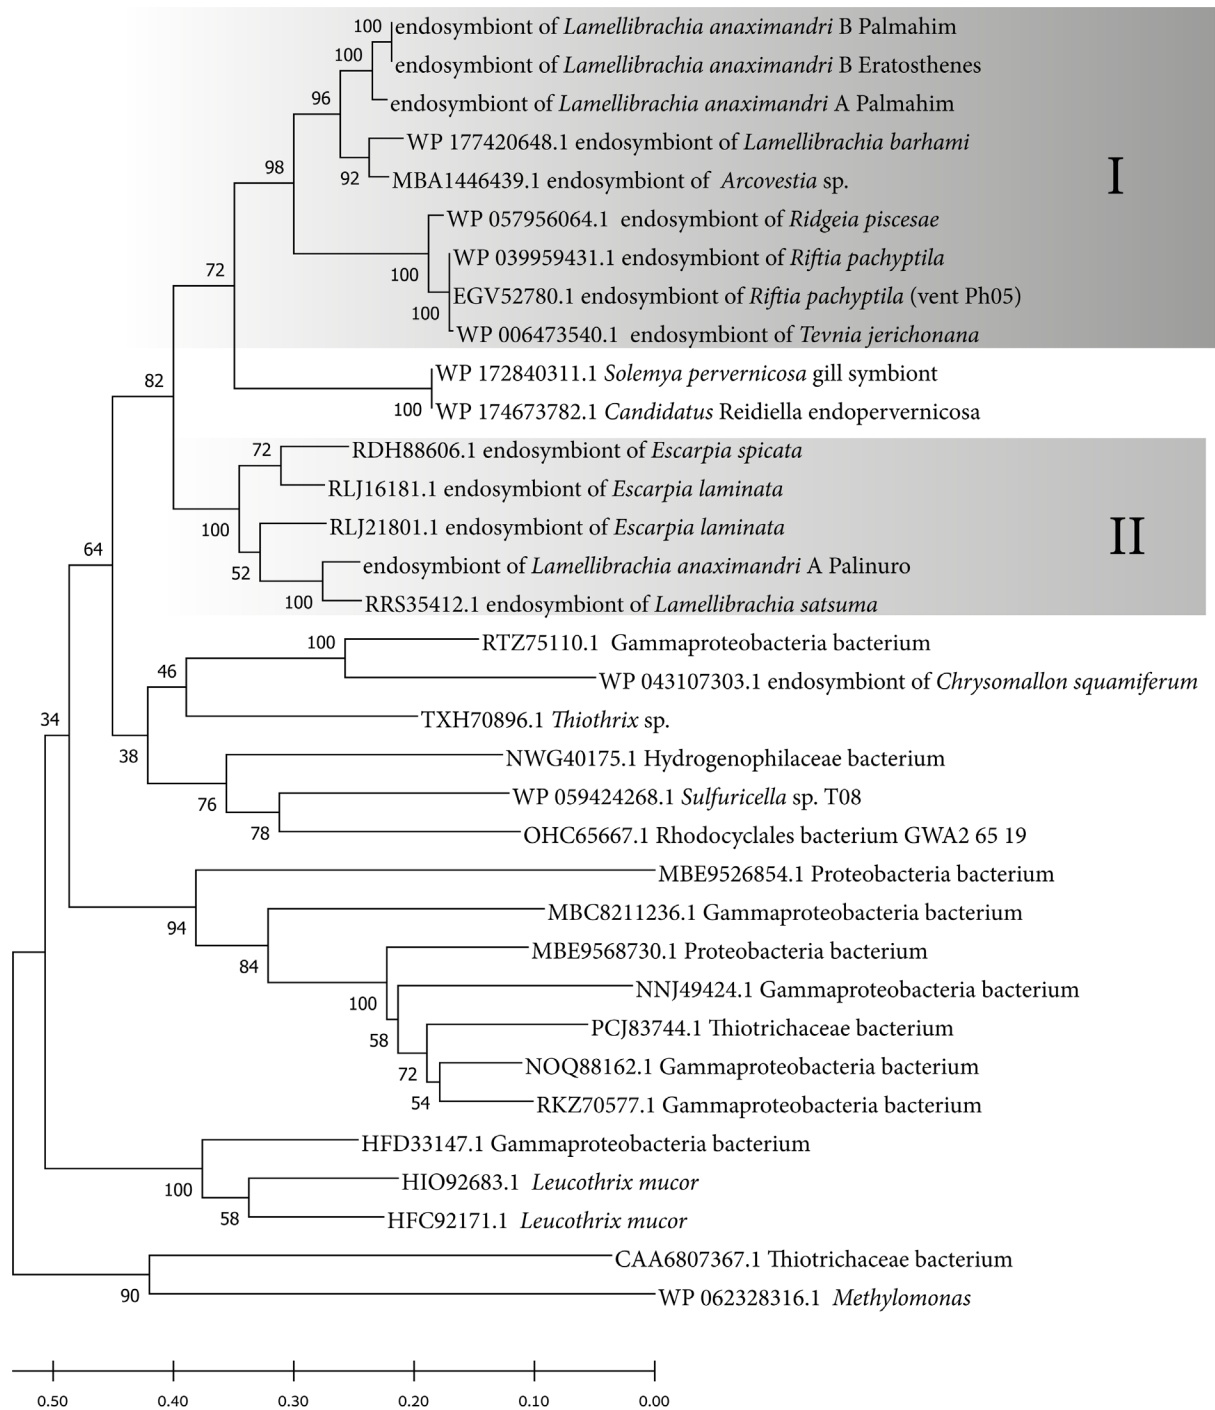 100 endosymbiont of Lamellibrachia anaximandri B Palmahim
100
endosymbiont of Lamellibrachia anaximandri B Eratosthenes
96 endosymbiont of Lamellibrachia anaximandri A Palmahim
WP 177420648.1 endosymbiont of Lamellibrachia barhami
98
92 MBA1446439.1 endosymbiont of Arcovestia sp.
I
WP 057956064.1 endosymbiont of Ridgeia piscesae
WP 039959431.1 endosymbiont of Riftia pachyptila
72
100
EGV52780.1 endosymbiont of Riftia pachyptila (vent Ph05)
100
WP 006473540.1 endosymbiont of Tevnia jerichonana
WP 172840311.1 Solemya pervernicosa gill symbiont
82
100 WP 174673782.1 Candidatus Reidiella endopervernicosa
72 RDH88606.1 endosymbiont of Escarpia spicata
RLJ16181.1 endosymbiont of Escarpia laminata
100 RLJ21801.1 endosymbiont of Escarpia laminata
II
64
52 endosymbiont of Lamellibrachia anaximandri A Palinuro
100 RRS35412.1 endosymbiont of Lamellibrachia satsuma
100 RTZ75110.1 Gammaproteobacteria bacterium
46
WP 043107303.1 endosymbiont of Chrysomallon squamiferum
34 TXH70896.1 Thiothrix sp.
38 NWG40175.1 Hydrogenophilaceae bacterium
76 WP 059424268.1 Sulfuricella sp. T08
78 OHC65667.1 Rhodocyclales bacterium GWA2 65 19
MBE9526854.1 Proteobacteria bacterium
94 MBC8211236.1 Gammaproteobacteria bacterium
84 MBE9568730.1 Proteobacteria bacterium
100 NNJ49424.1 Gammaproteobacteria bacterium
58 PCJ83744.1 Thiotrichaceae bacterium
72 NOQ88162.1 Gammaproteobacteria bacterium
54 RKZ70577.1 Gammaproteobacteria bacterium
HFD33147.1 Gammaproteobacteria bacterium
100 HIO92683.1 Leucothrix mucor
58 HFC92171.1 Leucothrix mucor
CAA6807367.1 Thiotrichaceae bacterium
90 WP 062328316.1 Methylomonas
0.50 0.40 0.30 0.20 0.10 0.00